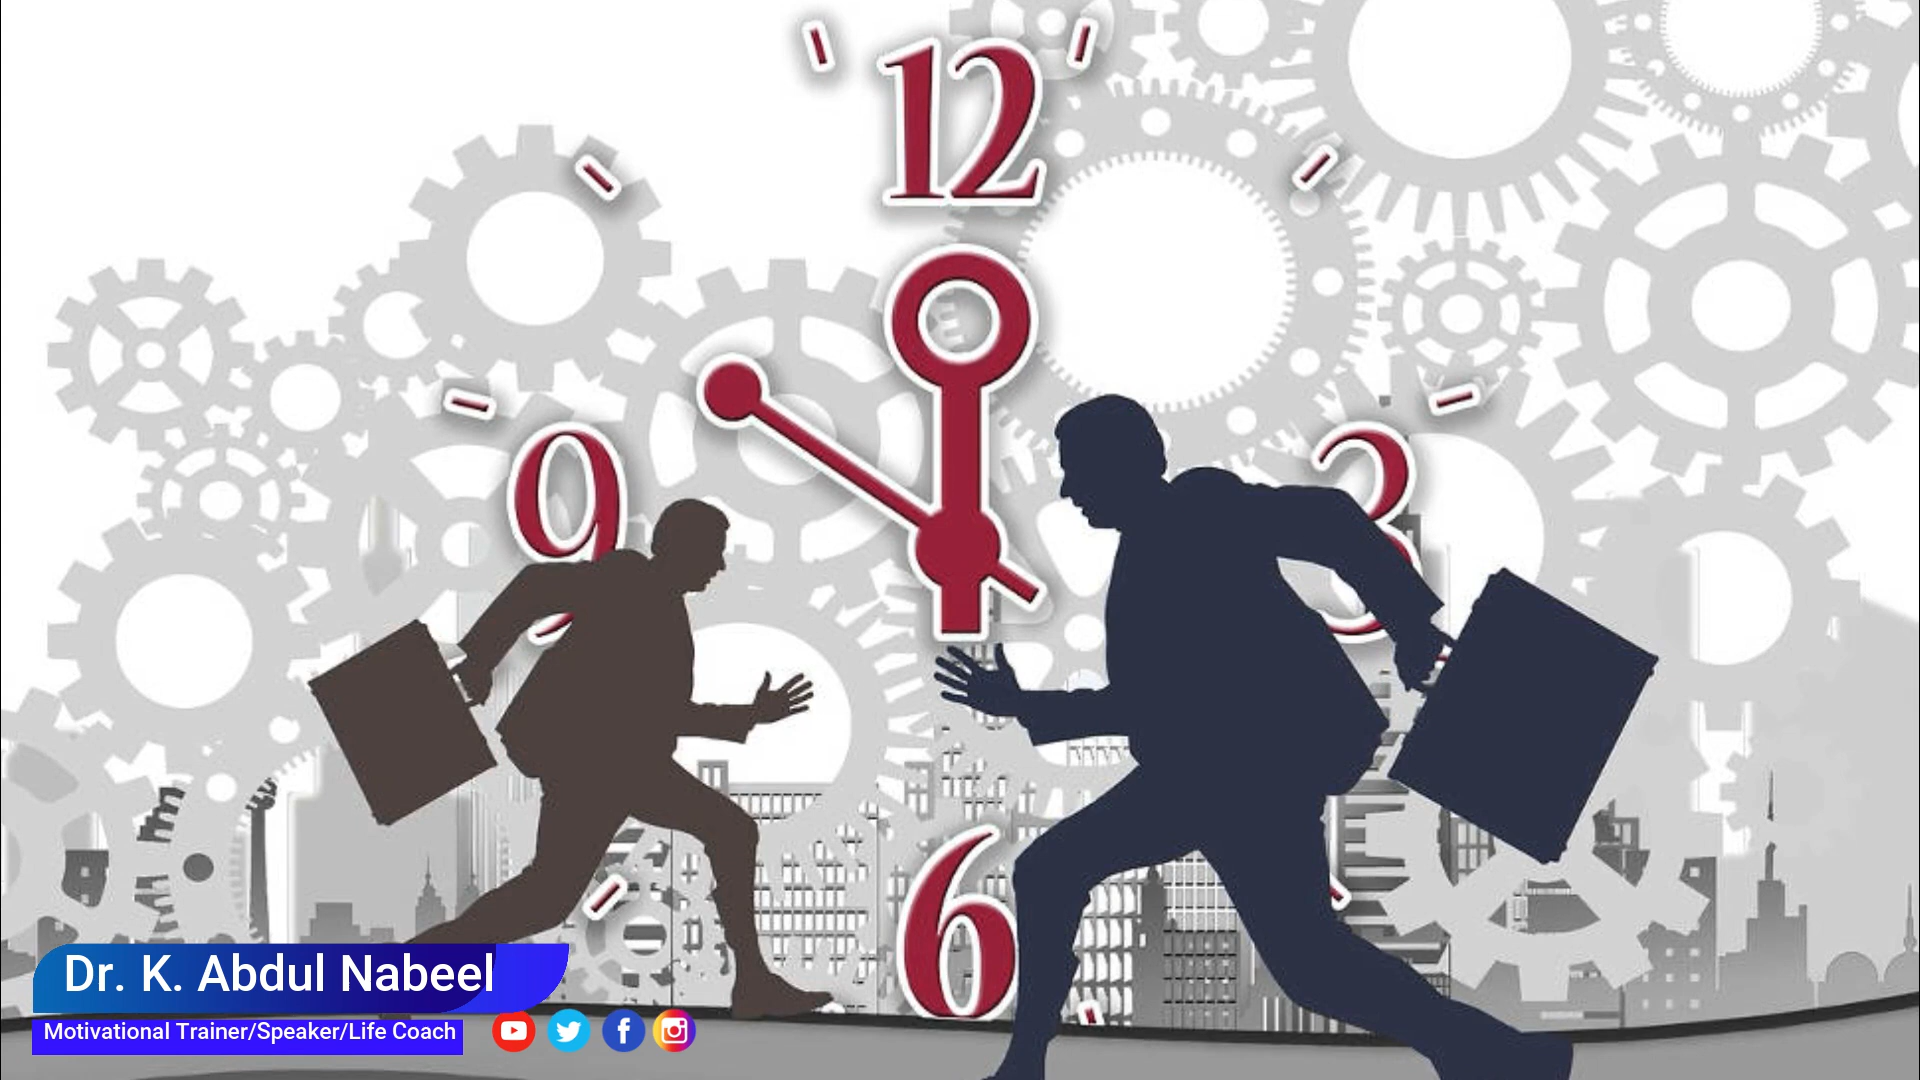 12
9
3
6
Dr. K. Abdul Nabeel
Motivational Trainer/Speaker/Life Coach